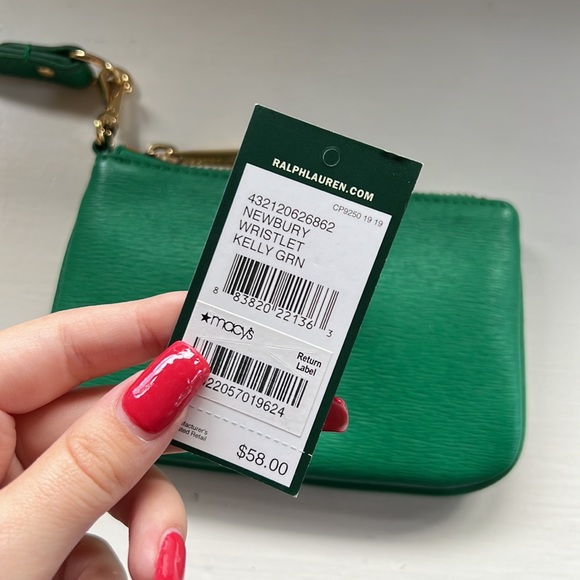 RALPHLAUREN.COM
432120626862
CP9250 19 19
NEWBURY
WRISTLET
KELLY GRN
8 83820 22136 3
★macy's
Return
Label
22057019624
$58.00